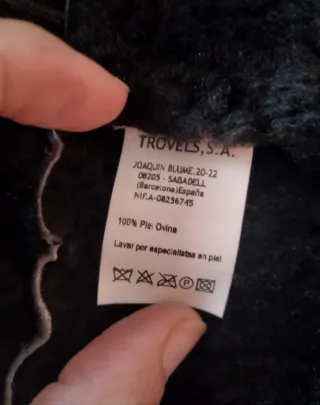 TROVELS, S.A.
JOAQUIN BLUME, 20-22
08205 - SABADELL
(Barcelona)España
NIF.A-08256745
100% Piel Ovina
Lavar por especialistas en piel
P